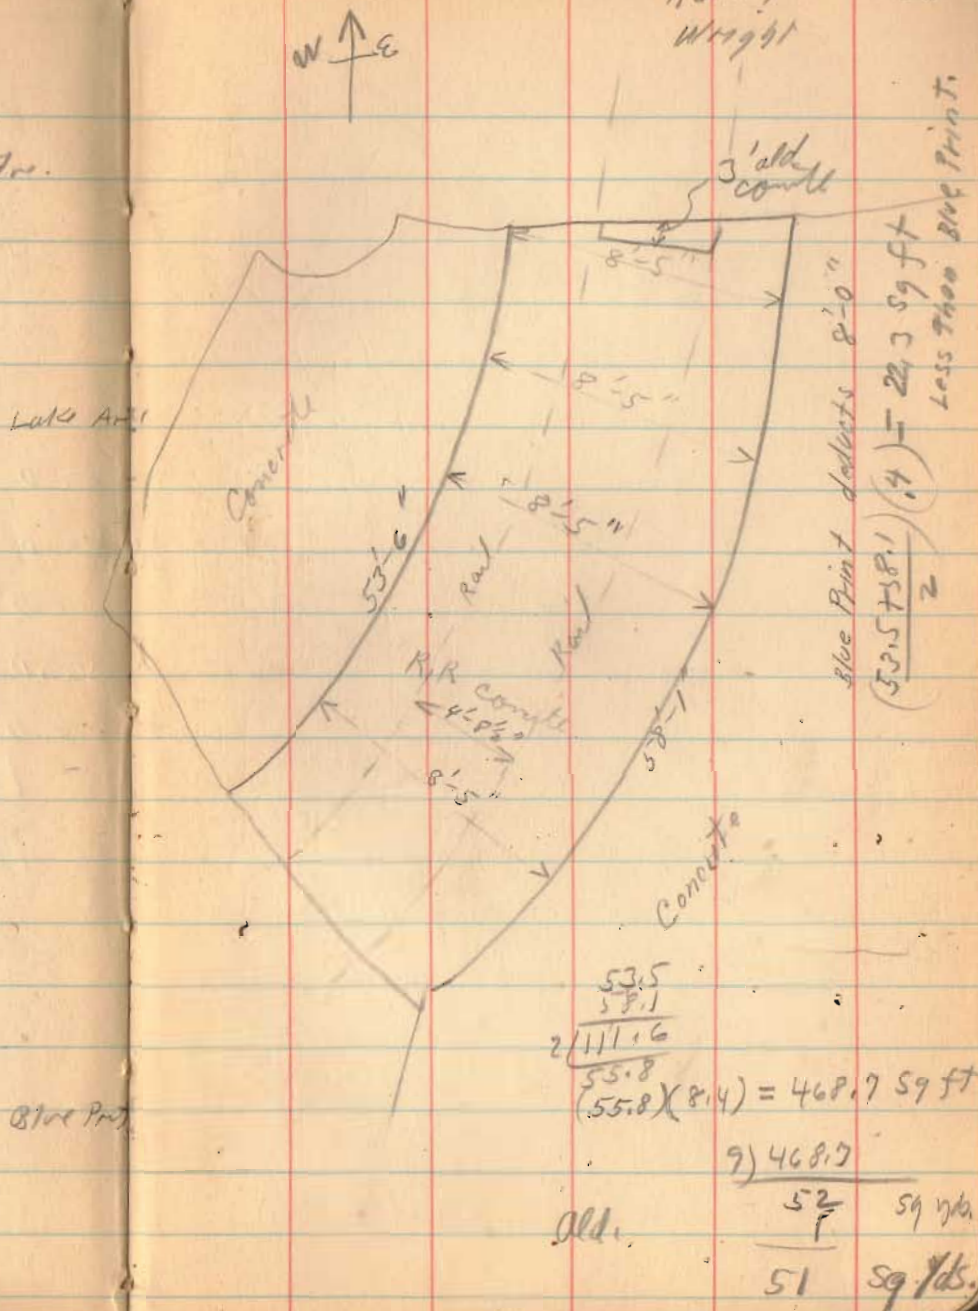 Wright
W E
3' old
concrete
8'-5"
8'-5"
8'-5"
8'-5"
Concrete
53'-6"
Rail
Rail
R.R
concrete
4'-8½"
58'-1
Concrete
Blue Print deducts 8'-0"
(53.5+58.1 / 2)(.4) = 22.3 sq ft
Less than Blue Print.
53.5
58.1
2/111.6
55.8
(55.8)(8.4) = 468.7 sq ft
9) 468.7
52 sq yds.
1
51 sq. Yds.
Old.
Lake
Blue